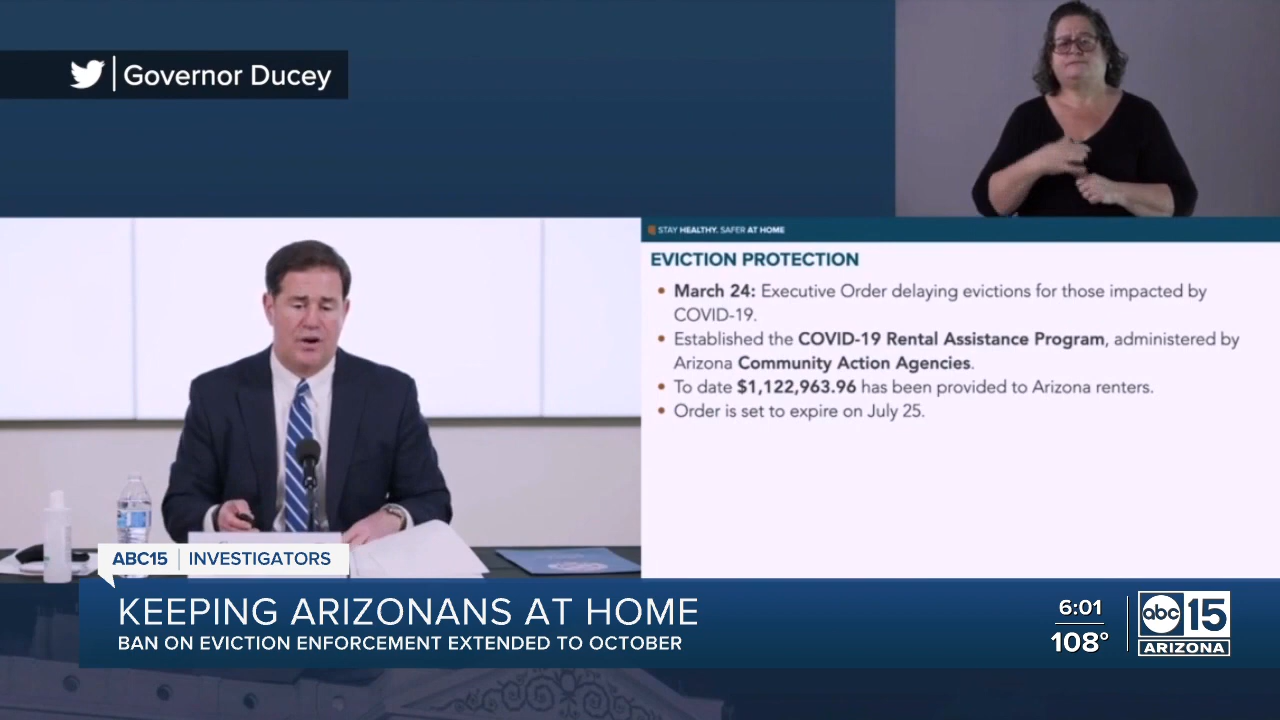 Governor Ducey
STAY HEALTHY. SAFER AT HOME
EVICTION PROTECTION
• March 24: Executive Order delaying evictions for those impacted by
COVID-19.
• Established the COVID-19 Rental Assistance Program, administered by
Arizona Community Action Agencies.
• To date $1,122,963.96 has been provided to Arizona renters.
• Order is set to expire on July 25.
ABC15 | INVESTIGATORS
KEEPING ARIZONANS AT HOME
BAN ON EVICTION ENFORCEMENT EXTENDED TO OCTOBER
6:01
108°
abc 15
ARIZONA